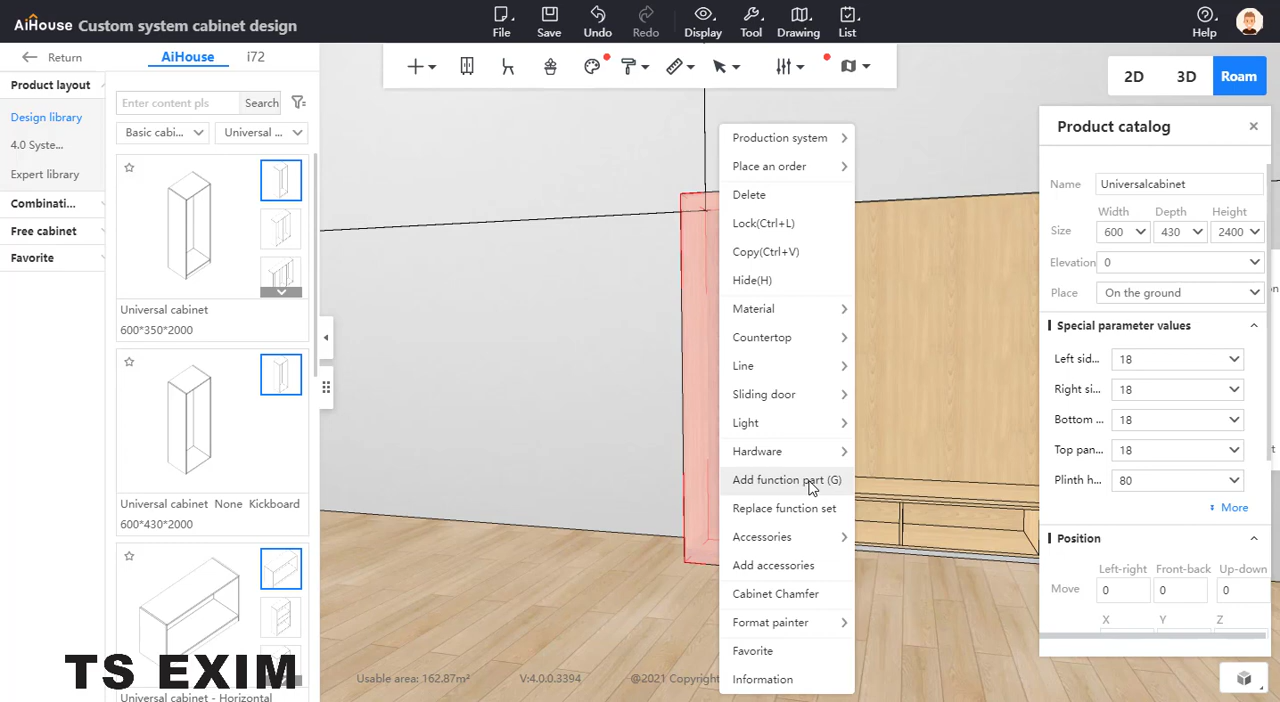 AiHouse Custom system cabinet design
File
Save
Undo
Redo
Display
Tool
Drawing
List
Help
Return
AiHouse
i72
Product layout
Design library
4.0 Syste...
Expert library
Combinati...
Free cabinet
Favorite
Enter content pls
Search
Basic cabi...
Universal ...
Universal cabinet
600*350*2000
Universal cabinet None Kickboard
600*430*2000
Universal cabinet - Horizontal
TS EXIM
Production system
Place an order
Delete
Lock(Ctrl+L)
Copy(Ctrl+V)
Hide(H)
Material
Countertop
Line
Sliding door
Light
Hardware
Add function part (G)
Replace function set
Accessories
Add accessories
Cabinet Chamfer
Format painter
Favorite
Information
Usable area: 162.87m²
V:4.0.0.3394
@2021 Copyright
2D
3D
Roam
Product catalog
Name Universalcabinet
Width Depth Height
Size 600 430 2400
Elevation 0
Place On the ground
Special parameter values
Left sid... 18
Right si... 18
Bottom ... 18
Top pan... 18
Plinth h... 80
More
Position
Left-right Front-back Up-down
Move 0 0 0
X Y Z